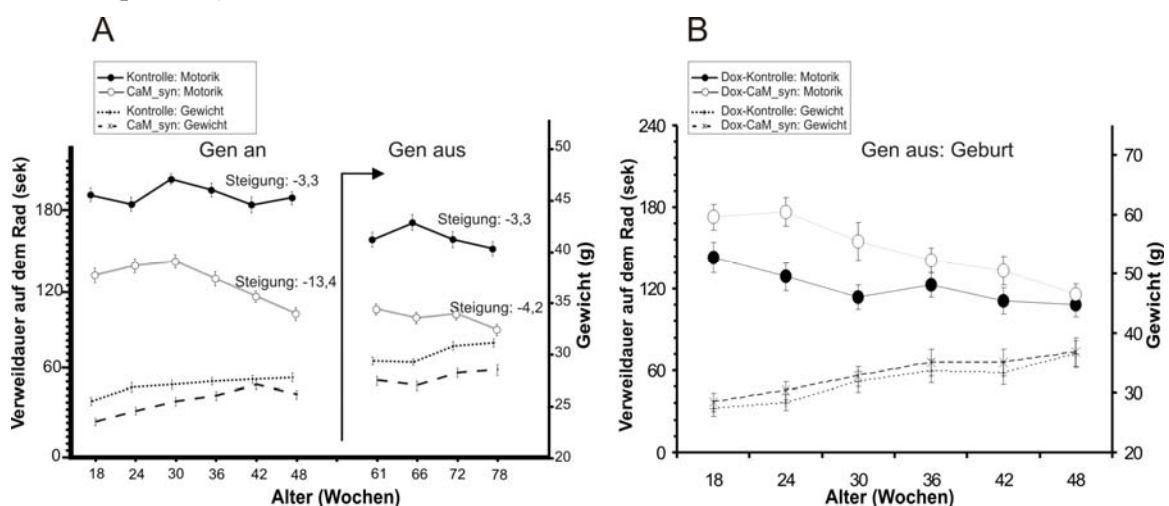 A
Kontrolle: Motorik
CaM_syn: Motorik
Kontrolle: Gewicht
CaM_syn: Gewicht
Gen an
Gen aus
Steigung: -3,3
Steigung: -3,3
Steigung: -13,4
Steigung: -4,2
Verweildauer auf dem Rad (sek)
180
120
60
0
50
45
40
35
30
25
20
Gewicht (g)
18 24 30 36 42 48 61 66 72 78
Alter (Wochen)
B
Dox-Kontrolle: Motorik
Dox-CaM_syn: Motorik
Dox-Kontrolle: Gewicht
Dox-CaM_syn: Gewicht
Gen aus: Geburt
Verweildauer auf dem Rad (sek)
240
180
120
60
0
70
60
50
40
30
20
Gewicht (g)
18 24 30 36 42 48
Alter (Wochen)